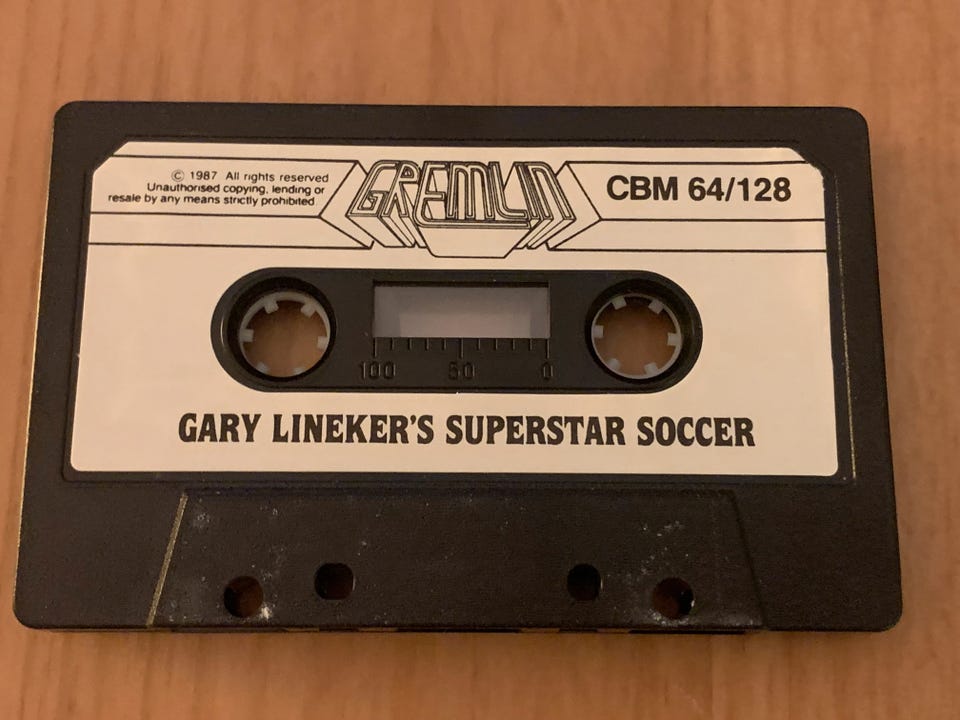 © 1987 All rights reserved
Unauthorised copying, lending or
resale by any means strictly prohibited
GREMLIN
CBM 64/128
100 50 0
GARY LINEKER'S SUPERSTAR SOCCER